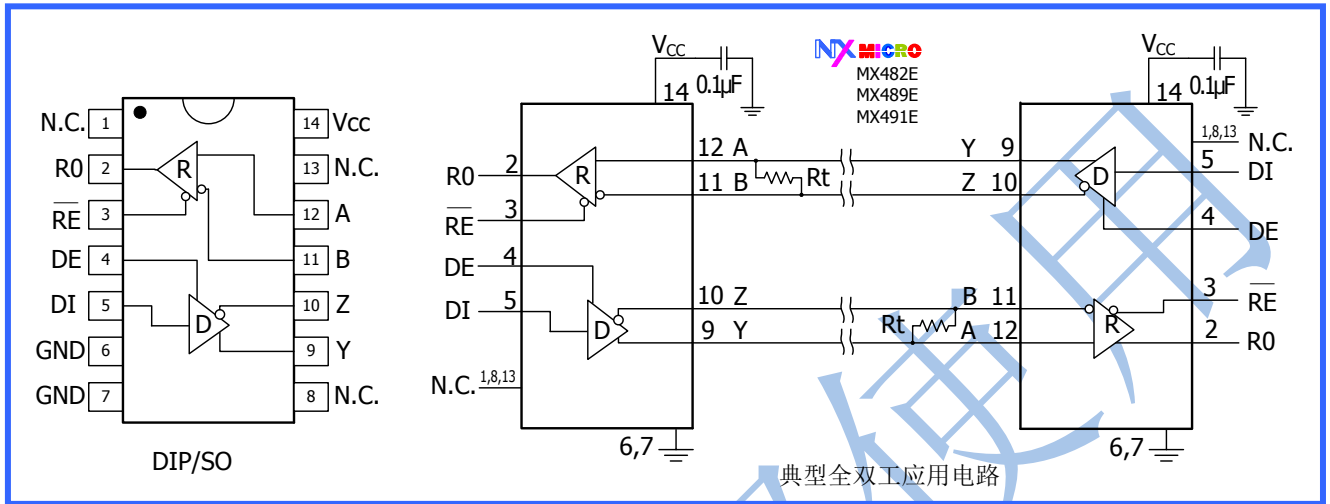 N.C. 1
R0 2
RE 3
DE 4
DI 5
GND 6
GND 7
14 Vcc
13 N.C.
12 A
11 B
10 Z
9 Y
8 N.C.
R
D
DIP/SO
VCC
0.1μF
14
R0 2
RE 3
DE 4
DI 5
N.C. 1,8,13
R
D
12 A
11 B
Rt
10 Z
9 Y
6,7
NX MICRO
MX482E
MX489E
MX491E
VCC
0.1μF
14
Y 9
Z 10
B 11
A 12
Rt
D
R
1,8,13 N.C.
5 DI
4 DE
3 RE
2 R0
6,7
典型全双工应用电路
使用